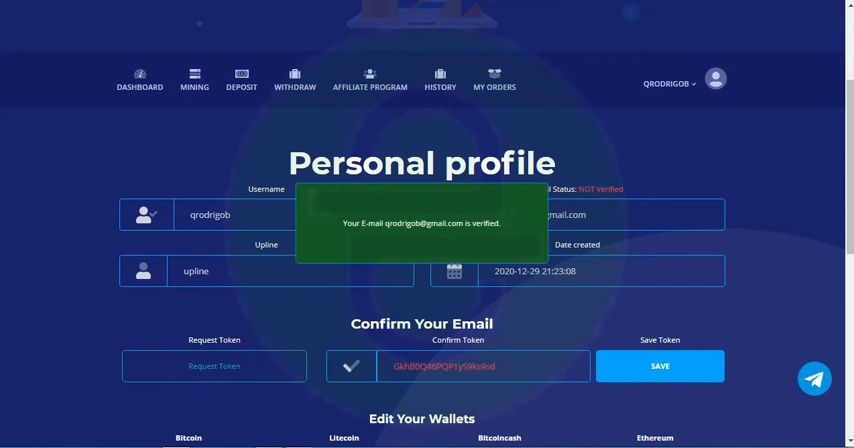 DASHBOARD MINING DEPOSIT WITHDRAW AFFILIATE PROGRAM HISTORY MY ORDERS QRODRIGOB
Personal profile
Username l Status: NOT Verified
qrodrigob gmail.com
Your E-mail qrodrigob@gmail.com is verified.
Upline Date created
upline 2020-12-29 21:23:08
Confirm Your Email
Request Token Confirm Token Save Token
Request Token GkhB0Q46PQP1yS9ks9sd SAVE
Edit Your Wallets
Bitcoin Litecoin Bitcoincash Ethereum